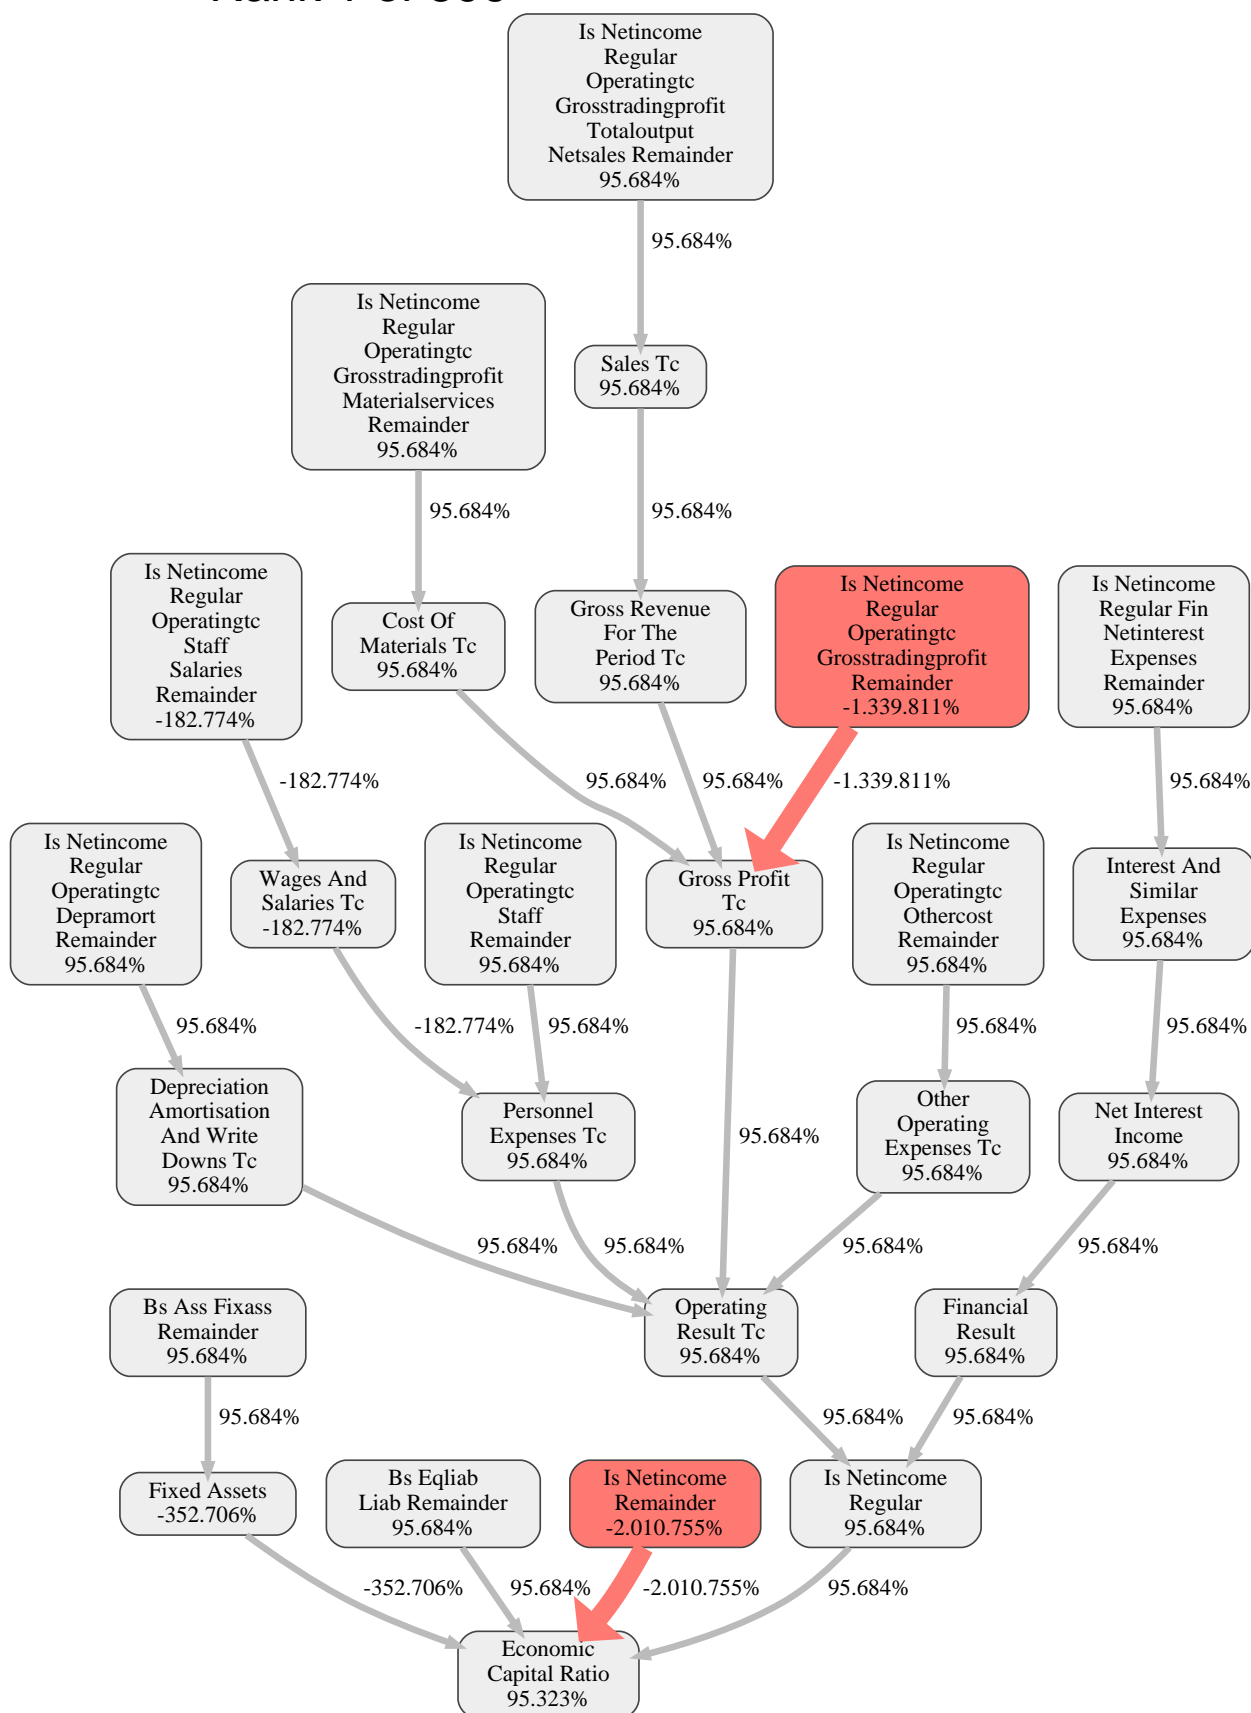 Is Netincome
Regular
Operatingtc
Grosstradingprofit
Totaloutput
Netsales Remainder
95.684%
95.684%
Is Netincome
Regular
Operatingtc
Grosstradingprofit
Materialservices
Remainder
95.684%
Sales Tc
95.684%
95.684%
95.684%
Is Netincome
Regular
Operatingtc
Staff
Salaries
Remainder
-182.774%
Cost Of
Materials Tc
95.684%
Gross Revenue
For The
Period Tc
95.684%
Is Netincome
Regular
Operatingtc
Grosstradingprofit
Remainder
-1.339.811%
Is Netincome
Regular Fin
Netinterest
Expenses
Remainder
95.684%
-182.774%
95.684%
95.684%
-1.339.811%
95.684%
Is Netincome
Regular
Operatingtc
Depramort
Remainder
95.684%
Wages And
Salaries Tc
-182.774%
Is Netincome
Regular
Operatingtc
Staff
Remainder
95.684%
Gross Profit
Tc
95.684%
Is Netincome
Regular
Operatingtc
Othercost
Remainder
95.684%
Interest And
Similar
Expenses
95.684%
95.684%
-182.774%
95.684%
95.684%
95.684%
Depreciation
Amortisation
And Write
Downs Tc
95.684%
Personnel
Expenses Tc
95.684%
95.684%
Other
Operating
Expenses Tc
95.684%
Net Interest
Income
95.684%
95.684%
95.684%
95.684%
95.684%
Bs Ass Fixass
Remainder
95.684%
Operating
Result Tc
95.684%
Financial
Result
95.684%
95.684%
95.684%
95.684%
Fixed Assets
-352.706%
Bs Eqliab
Liab Remainder
95.684%
Is Netincome
Remainder
-2.010.755%
Is Netincome
Regular
95.684%
-352.706%
95.684%
-2.010.755%
95.684%
Economic
Capital Ratio
95.323%